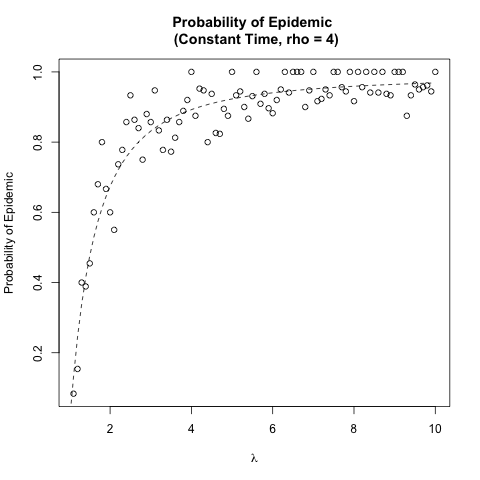 Probability of Epidemic
(Constant Time, rho = 4)
Probability of Epidemic
1.0
0.8
0.6
0.4
0.2
2 4 6 8 10
λ